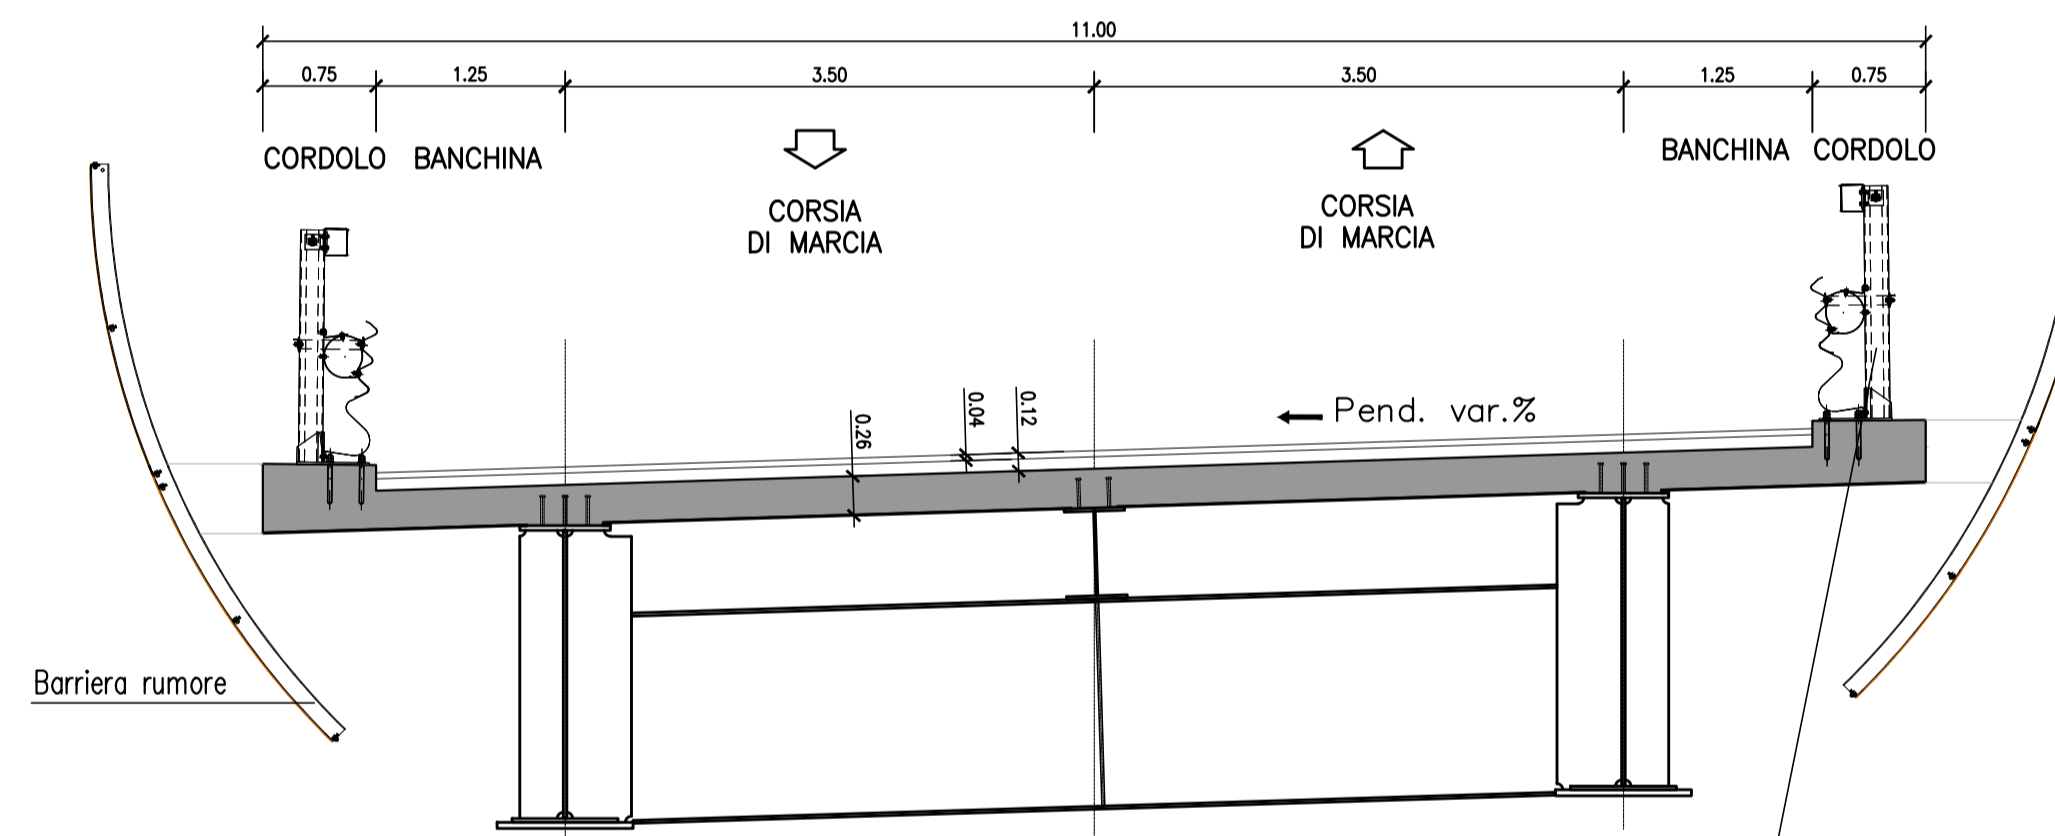 11.00
0.75 1.25 3.50 3.50 1.25 0.75
CORDOLO BANCHINA BANCHINA CORDOLO
CORSIA
DI MARCIA
CORSIA
DI MARCIA
0.26 0.04 0.12
Pend. var.%
Barriera rumore